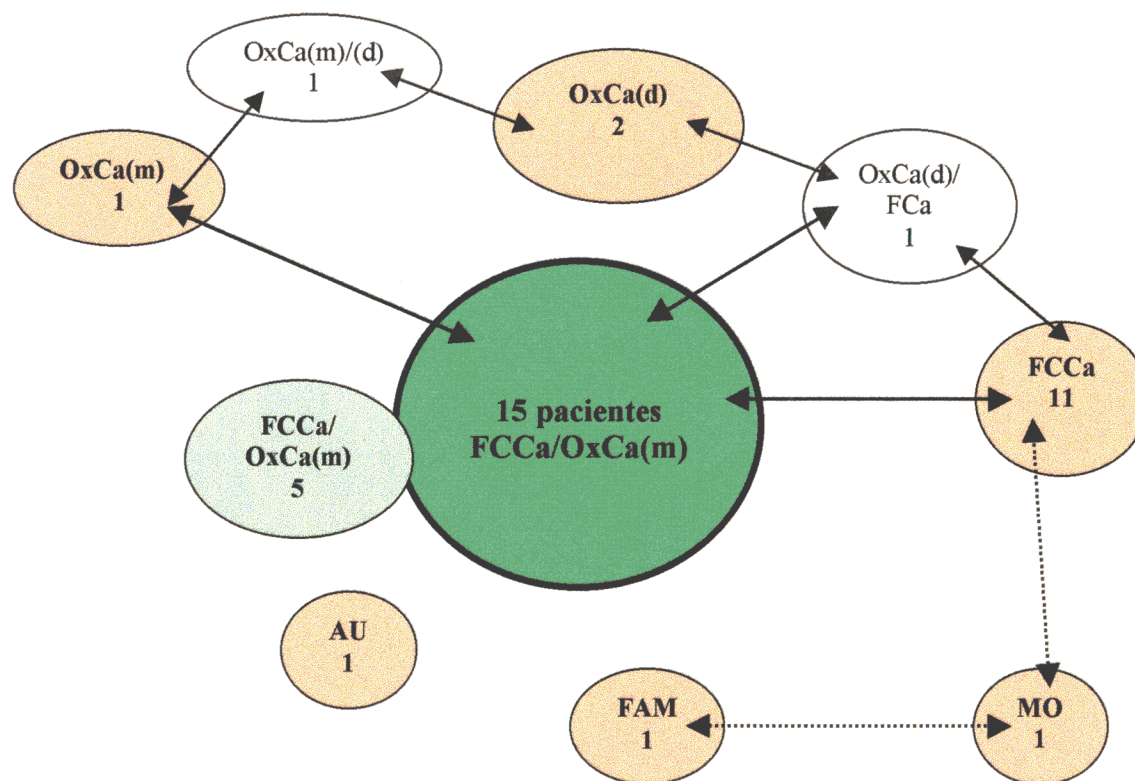 OxCa(m)/(d)
1
OxCa(d)
2
OxCa(m)
1
OxCa(d)/
FCa
1
FCCa
11
15 pacientes
FCCa/OxCa(m)
FCCa/
OxCa(m)
5
AU
1
FAM
1
MO
1